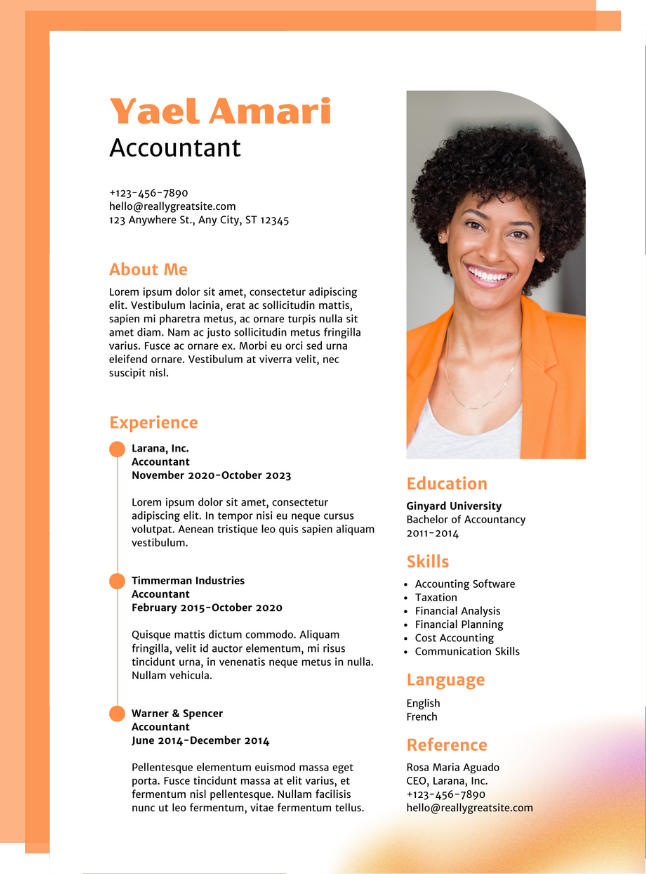 Yael Amari
Accountant
+123-456-7890
hello@reallygreatsite.com
123 Anywhere St., Any City, ST 12345
About Me
Lorem ipsum dolor sit amet, consectetur adipiscing
elit. Vestibulum lacinia, erat ac sollicitudin mattis,
sapien mi pharetra metus, ac ornare turpis nulla sit
amet diam. Nam ac justo sollicitudin metus fringilla
varius. Fusce ac ornare ex. Morbi eu orci sed urna
eleifend ornare. Vestibulum at viverra velit, nec
suscipit nisl.
Experience
Larana, Inc.
Accountant
November 2020-October 2023
Lorem ipsum dolor sit amet, consectetur
adipiscing elit. In tempor nisi eu neque cursus
volutpat. Aenean tristique leo quis sapien aliquam
vestibulum.
Timmerman Industries
Accountant
February 2015-October 2020
Quisque mattis dictum commodo. Aliquam
fringilla, velit id auctor elementum, mi risus
tincidunt urna, in venenatis neque metus in nulla.
Nullam vehicula.
Warner & Spencer
Accountant
June 2014-December 2014
Pellentesque elementum euismod massa eget
porta. Fusce tincidunt massa at elit varius, et
fermentum nisl pellentesque. Nullam facilisis
nunc ut leo fermentum, vitae fermentum tellus.
Education
Ginyard University
Bachelor of Accountancy
2011-2014
Skills
• Accounting Software
• Taxation
• Financial Analysis
• Financial Planning
• Cost Accounting
• Communication Skills
Language
English
French
Reference
Rosa Maria Aguado
CEO, Larana, Inc.
+123-456-7890
hello@reallygreatsite.com